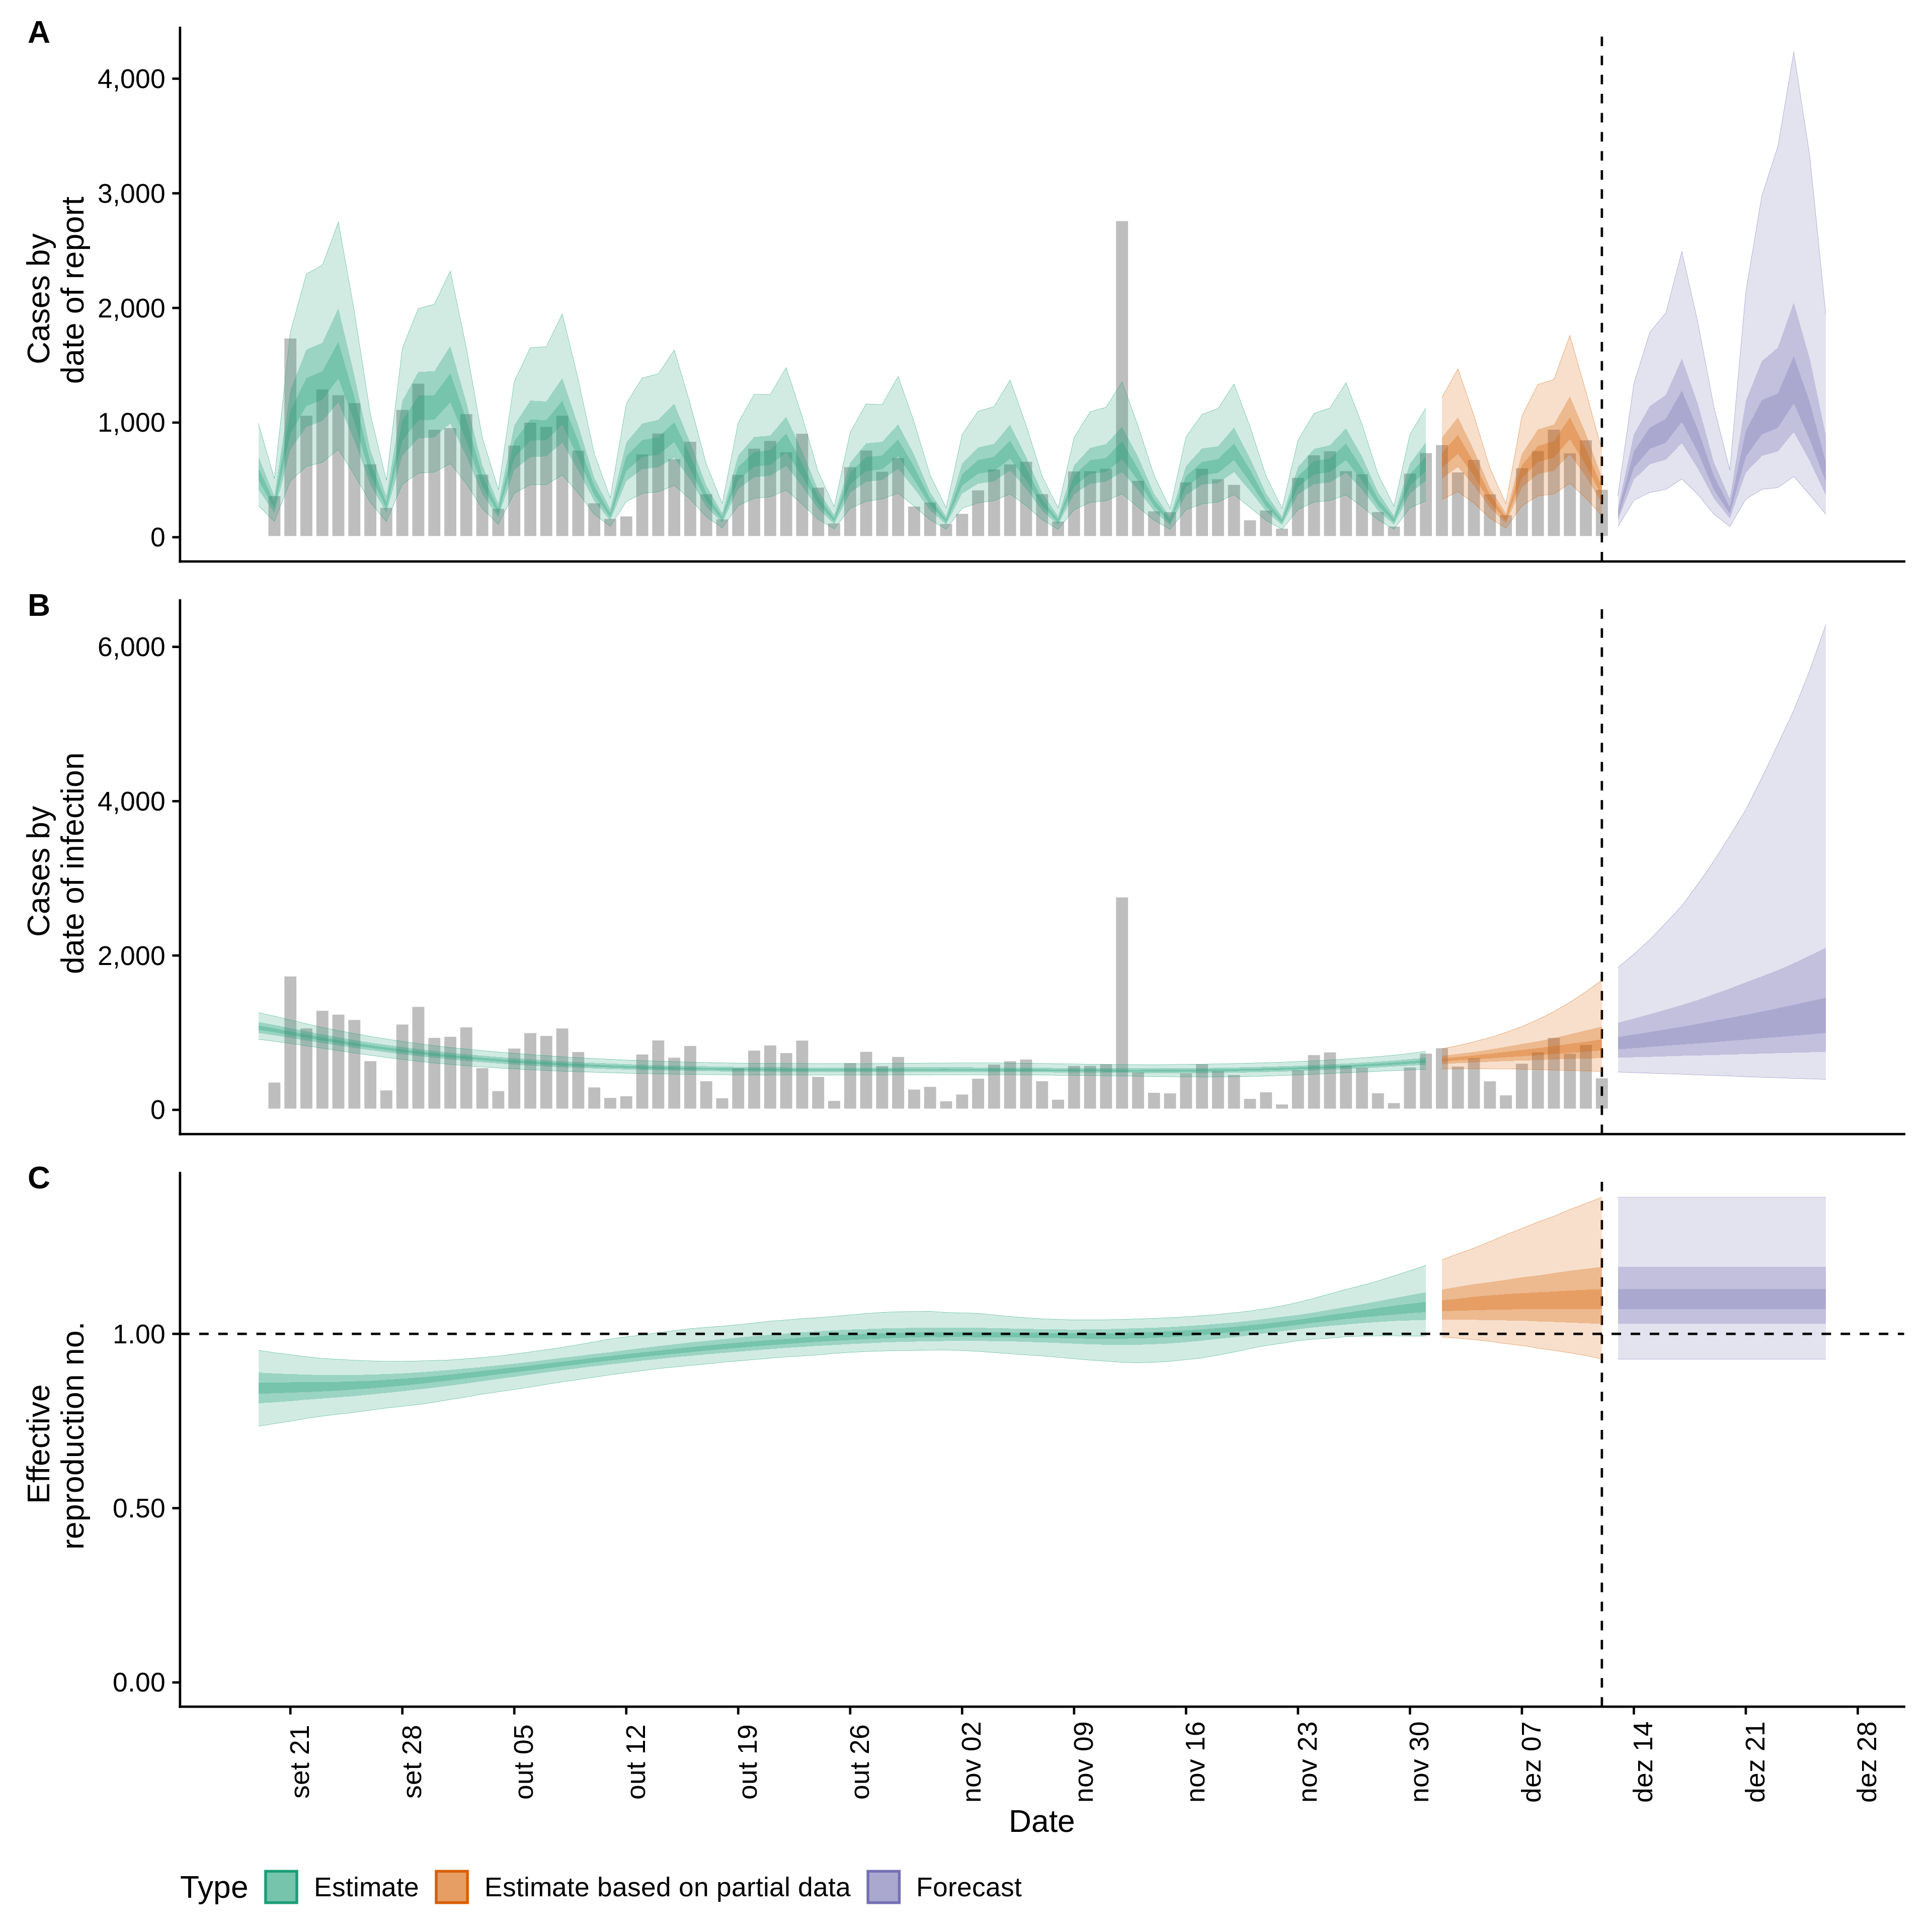 A
4,000
3,000
2,000
1,000
0
Cases by
date of report
B
6,000
4,000
2,000
0
Cases by
date of infection
C
1.00
0.50
0.00
Effective
reproduction no.
set 21
set 28
out 05
out 12
out 19
out 26
nov 02
nov 09
nov 16
nov 23
nov 30
dez 07
dez 14
dez 21
dez 28
Date
Type
Estimate
Estimate based on partial data
Forecast